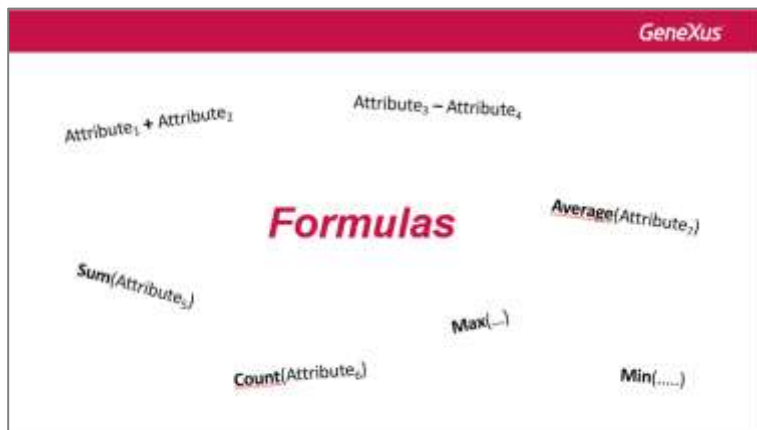 GeneXus
Attribute₁ + Attribute₂
Attribute₃ – Attribute₄
Formulas
Average(Attribute₇)
Sum(Attribute₅)
Max(...)
Count(Attribute₆)
Min(.....)